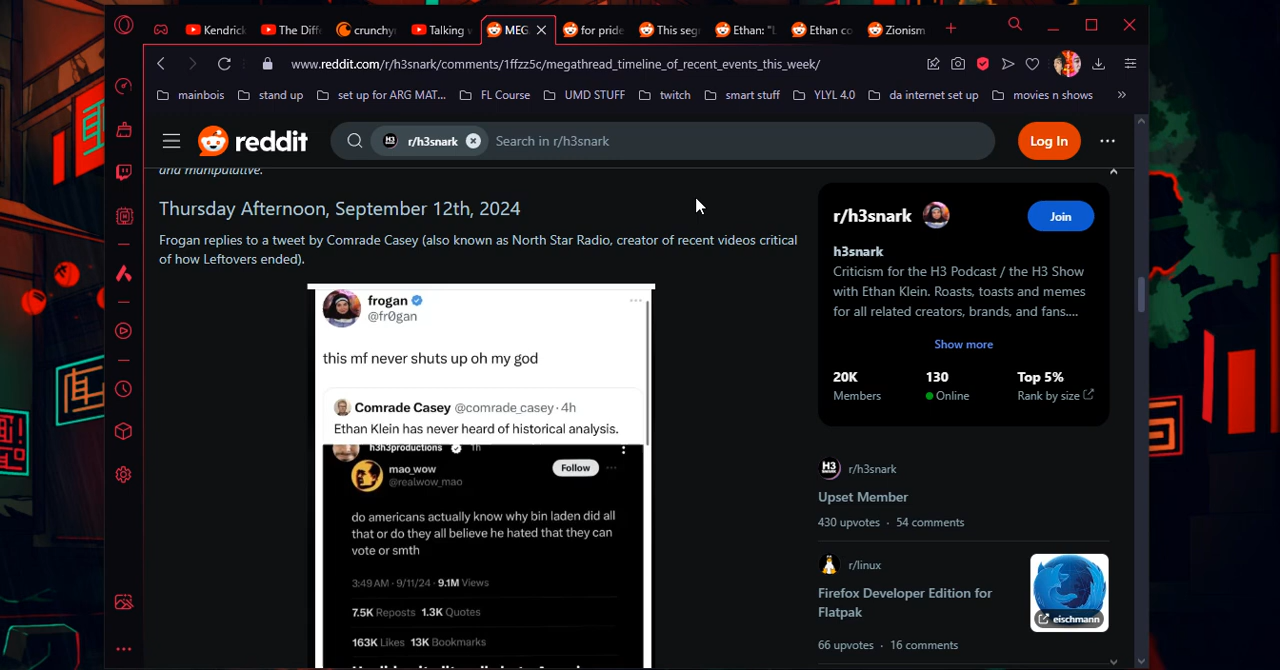 Kendrick
The Diff
crunchy
Talking w
MEG
for pride
This seg
Ethan: "L
Ethan co
Zionism
www.reddit.com/r/h3snark/comments/1ffzz5c/megathread_timeline_of_recent_events_this_week/
mainbois
stand up
set up for ARG MAT...
FL Course
UMD STUFF
twitch
smart stuff
YLYL 4.0
da internet set up
movies n shows
reddit
r/h3snark
Search in r/h3snark
Log In
and manipulative.
Thursday Afternoon, September 12th, 2024
Frogan replies to a tweet by Comrade Casey (also known as North Star Radio, creator of recent videos critical
of how Leftovers ended).
frogan
@fr0gan
this mf never shuts up oh my god
Comrade Casey @comrade_casey · 4h
Ethan Klein has never heard of historical analysis.
h3h3productions 1h
mao_wow
@realwow_mao
Follow
do americans actually know why bin laden did all
that or do they all believe he hated that they can
vote or smth
3:49 AM · 9/11/24 · 9.1M Views
7.5K Reposts 1.3K Quotes
163K Likes 13K Bookmarks
r/h3snark
Join
h3snark
Criticism for the H3 Podcast / the H3 Show
with Ethan Klein. Roasts, toasts and memes
for all related creators, brands, and fans....
Show more
20K
Members
130
Online
Top 5%
Rank by size
H3
r/h3snark
Upset Member
430 upvotes · 54 comments
r/linux
Firefox Developer Edition for
Flatpak
eischmann
66 upvotes · 16 comments